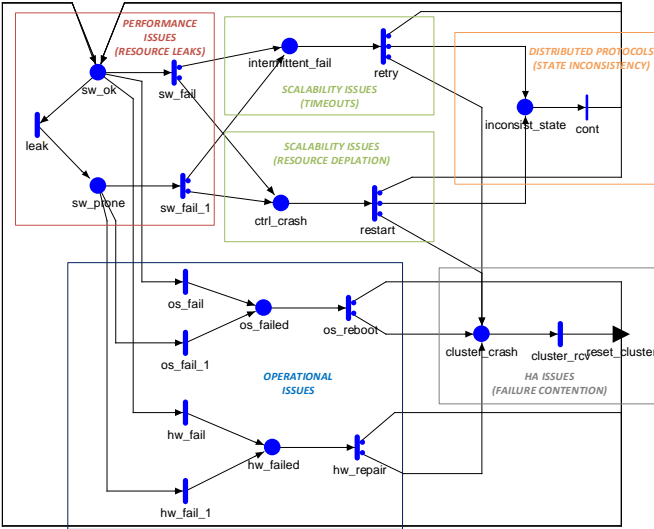 PERFORMANCE
ISSUES
(RESOURCE LEAKS)
sw_ok
sw_fail
leak
sw_prone
sw_fail_1
intermittent_fail
retry
SCALABILITY ISSUES
(TIMEOUTS)
SCALABILITY ISSUES
(RESOURCE DEPLATION)
ctrl_crash
restart
DISTRIBUTED PROTOCOLS
(STATE INCONSISTENCY)
inconsist_state
cont
os_fail
os_failed
os_reboot
os_fail_1
OPERATIONAL
ISSUES
hw_fail
hw_failed
hw_repair
hw_fail_1
cluster_crash
cluster_rcv
reset_cluster
HA ISSUES
(FAILURE CONTENTION)